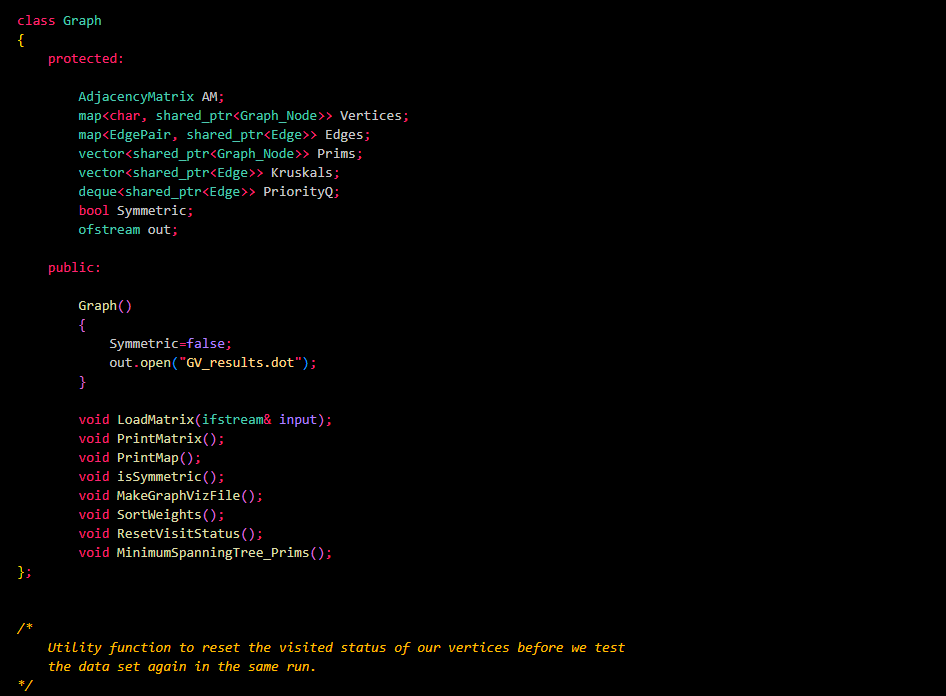 class Graph
{
    protected:

        AdjacencyMatrix AM;
        map<char, shared_ptr<Graph_Node>> Vertices;
        map<EdgePair, shared_ptr<Edge>> Edges;
        vector<shared_ptr<Graph_Node>> Prims;
        vector<shared_ptr<Edge>> Kruskals;
        deque<shared_ptr<Edge>> PriorityQ;
        bool Symmetric;
        ofstream out;

    public:

        Graph()
        {
            Symmetric=false;
            out.open("GV_results.dot");
        }

        void LoadMatrix(ifstream& input);
        void PrintMatrix();
        void PrintMap();
        void isSymmetric();
        void MakeGraphVizFile();
        void SortWeights();
        void ResetVisitStatus();
        void MinimumSpanningTree_Prims();
};


/*
    Utility function to reset the visited status of our vertices before we test
    the data set again in the same run.
*/